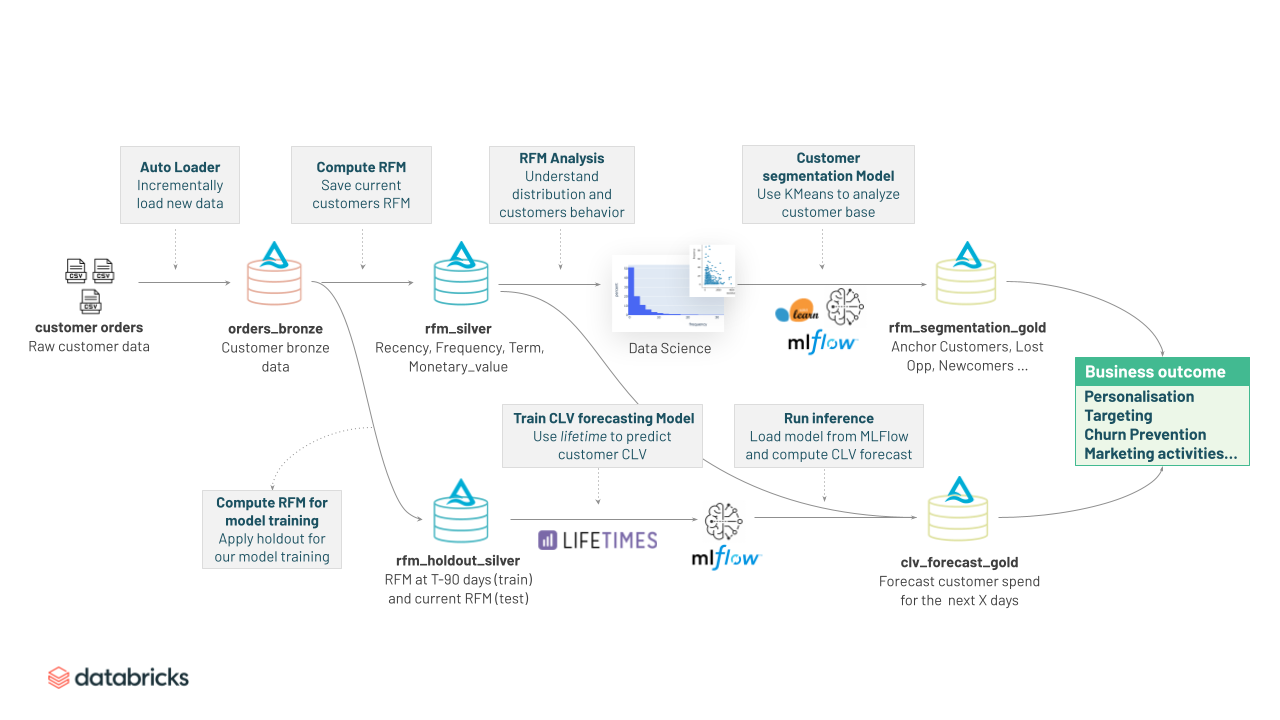 Auto Loader
Incrementally
load new data
Compute RFM
Save current
customers RFM
RFM Analysis
Understand
distribution and
customers behavior
Customer
segmentation Model
Use KMeans to analyze
customer base
CSV
CSV
CSV
customer orders
Raw customer data
orders_bronze
Customer bronze
data
rfm_silver
Recency, Frequency, Term,
Monetary_value
Data Science
learn
mlflow
rfm_segmentation_gold
Anchor Customers, Lost
Opp, Newcomers ...
Business outcome
Personalisation
Targeting
Churn Prevention
Marketing activities...
Train CLV forecasting Model
Use lifetime to predict
customer CLV
Run inference
Load model from MLFlow
and compute CLV forecast
Compute RFM for
model training
Apply holdout for
our model training
rfm_holdout_silver
RFM at T-90 days (train)
and current RFM (test)
LIFETIMES
mlflow
clv_forecast_gold
Forecast customer spend
for the next X days
databricks